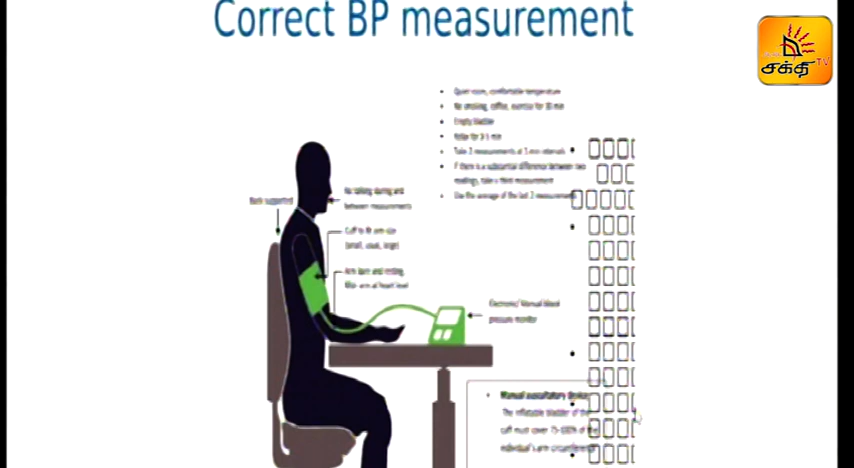 Correct BP measurement
சக்தி TV
Quiet room, comfortable temperature
No smoking, coffee, exercise for 30 min
Empty bladder
Relax for 3-5 min
Take 3 measurements at 1 min intervals
If there is a substantial difference between two
readings, take a third measurement
Use the average of the last 2 measurements
Back supported
No talking during and
between measurements
Cuff to fit arm size
(small, usual, large)
Arm bare and resting.
Mid-arm at heart level
Electronic/ Manual blood
pressure monitor
Manual auscultatory device
The inflatable bladder of the
cuff must cover 75-100% of the
individual's arm circumference